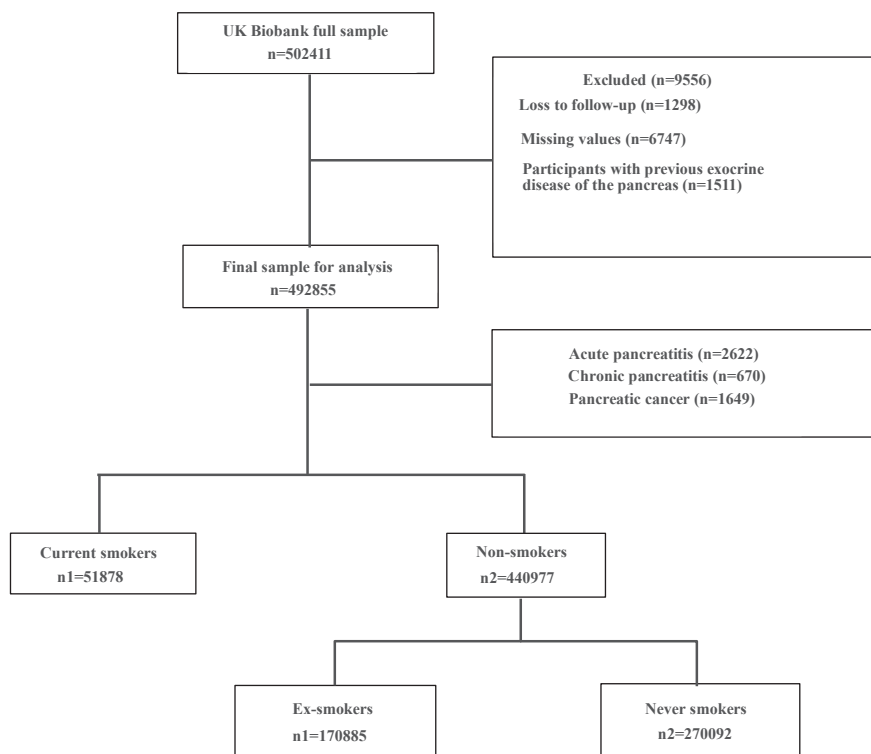 UK Biobank full sample
n=502411
Excluded (n=9556)
Loss to follow-up (n=1298)
Missing values (n=6747)
Participants with previous exocrine
disease of the pancreas (n=1511)
Final sample for analysis
n=492855
Acute pancreatitis (n=2622)
Chronic pancreatitis (n=670)
Pancreatic cancer (n=1649)
Current smokers
n1=51878
Non-smokers
n2=440977
Ex-smokers
n1=170885
Never smokers
n2=270092